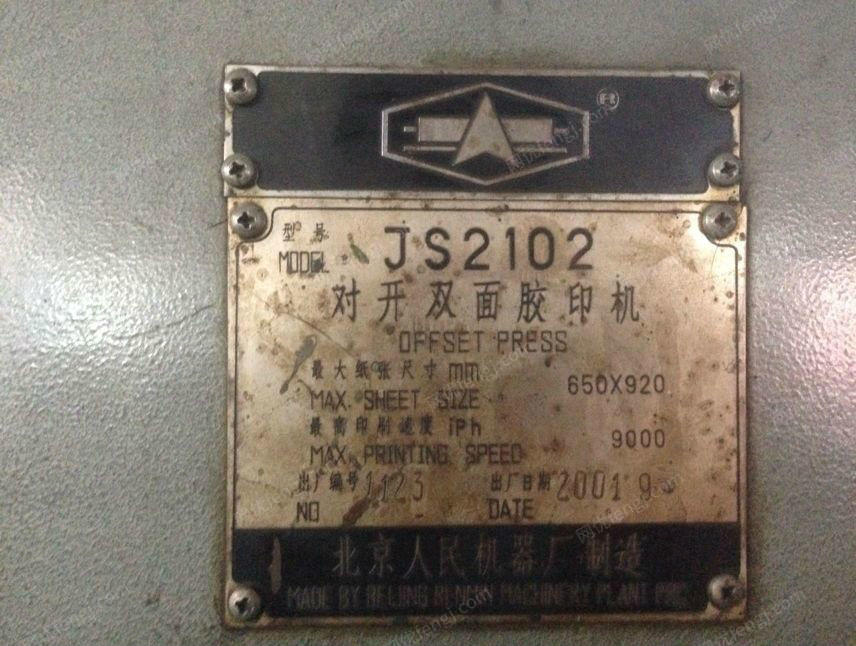 ®
型号
MODEL JS2102
对开双面胶印机
OFFSET PRESS
最大纸张尺寸 mm
MAX. SHEET SIZE 650X920
最高印刷速度 iPh
MAX. PRINTING SPEED 9000
出厂编号 1123 出厂日期 2001 9
NO DATE
北京人民机器厂制造
MADE BY BEIJING RENMIN MACHINERY PLANT PRC